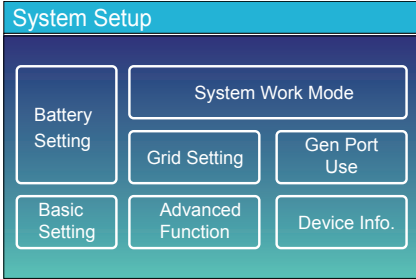 System Setup
Battery
Setting
System Work Mode
Grid Setting
Gen Port
Use
Basic
Setting
Advanced
Function
Device Info.